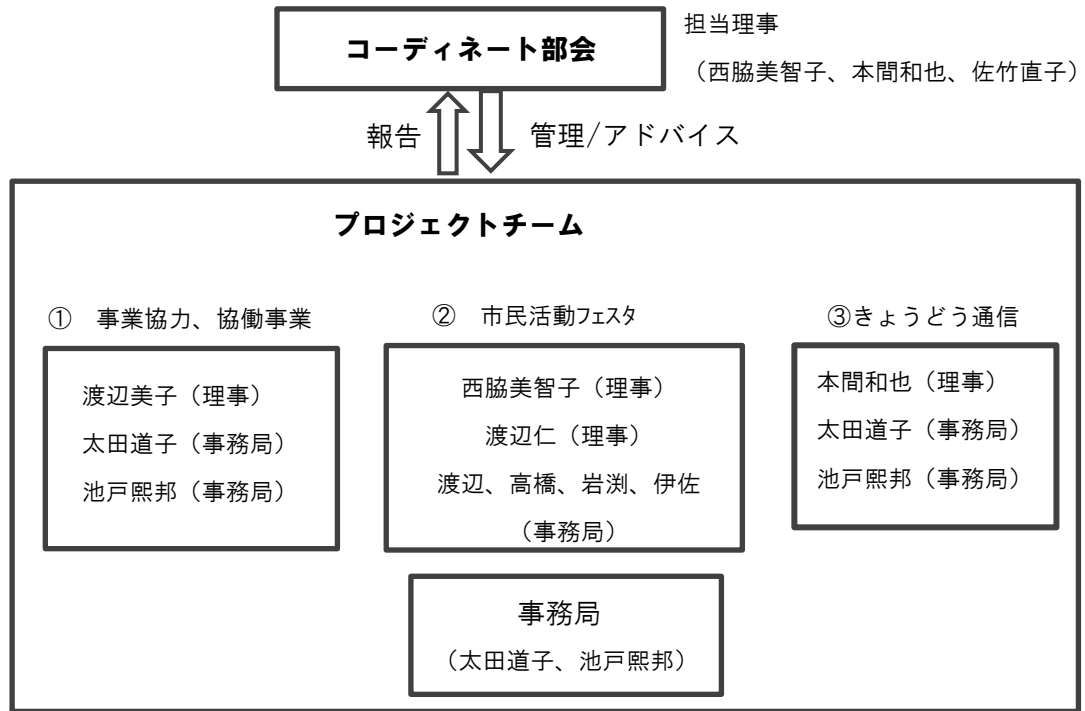 コーディネート部会
担当理事
（西脇美智子、本間和也、佐竹直子）
報告
管理/アドバイス
プロジェクトチーム
①　事業協力、協働事業
渡辺美子（理事）
太田道子（事務局）
池戸熙邦（事務局）
②　市民活動フェスタ
西脇美智子（理事）
渡辺仁（理事）
渡辺、高橋、岩渕、伊佐
（事務局）
③きょうどう通信
本間和也（理事）
太田道子（事務局）
池戸熙邦（事務局）
事務局
（太田道子、池戸熙邦）